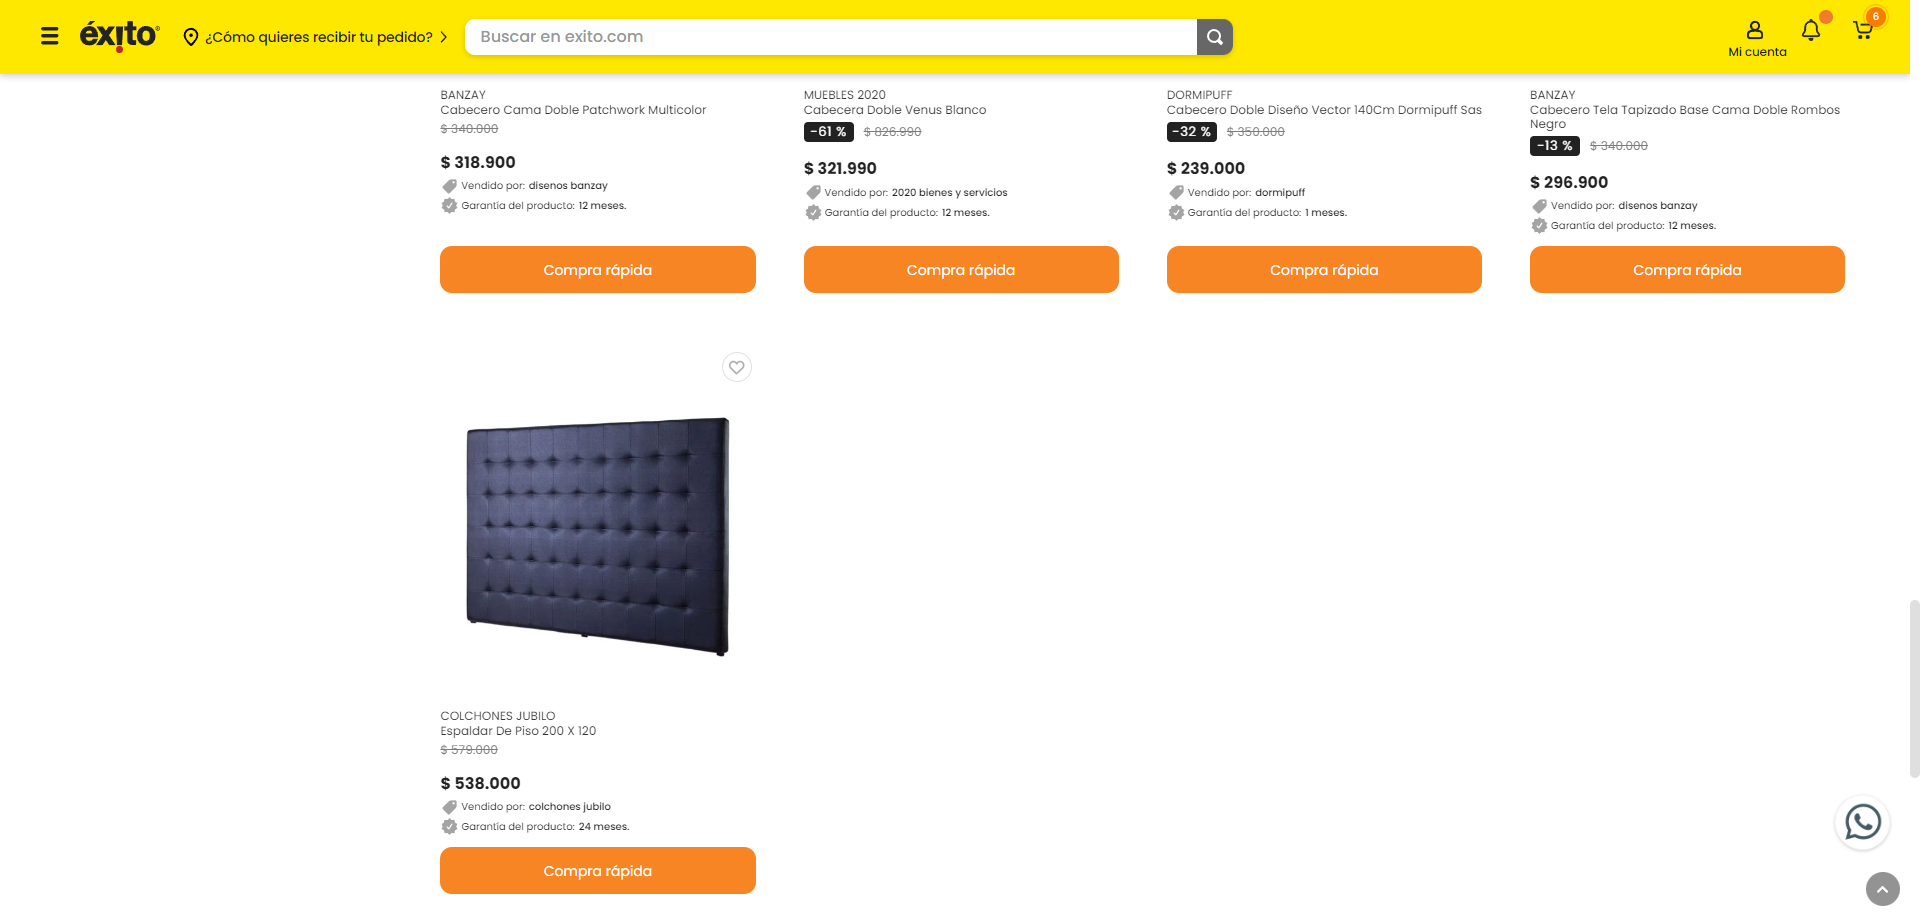 éxito
¿Cómo quieres recibir tu pedido?
Buscar en exito.com
Mi cuenta
6
BANZAY
Cabecero Cama Doble Patchwork Multicolor
$ 340.000
$ 318.900
Vendido por: disenos banzay
Garantía del producto: 12 meses.
Compra rápida
MUEBLES 2020
Cabecera Doble Venus Blanco
-61 % $ 826.990
$ 321.990
Vendido por: 2020 bienes y servicios
Garantía del producto: 12 meses.
Compra rápida
DORMIPUFF
Cabecero Doble Diseño Vector 140Cm Dormipuff Sas
-32 % $ 350.000
$ 239.000
Vendido por: dormipuff
Garantía del producto: 1 meses.
Compra rápida
BANZAY
Cabecero Tela Tapizado Base Cama Doble Rombos
Negro
-13 % $ 340.000
$ 296.900
Vendido por: disenos banzay
Garantía del producto: 12 meses.
Compra rápida
COLCHONES JUBILO
Espaldar De Piso 200 X 120
$ 579.000
$ 538.000
Vendido por: colchones jubilo
Garantía del producto: 24 meses.
Compra rápida